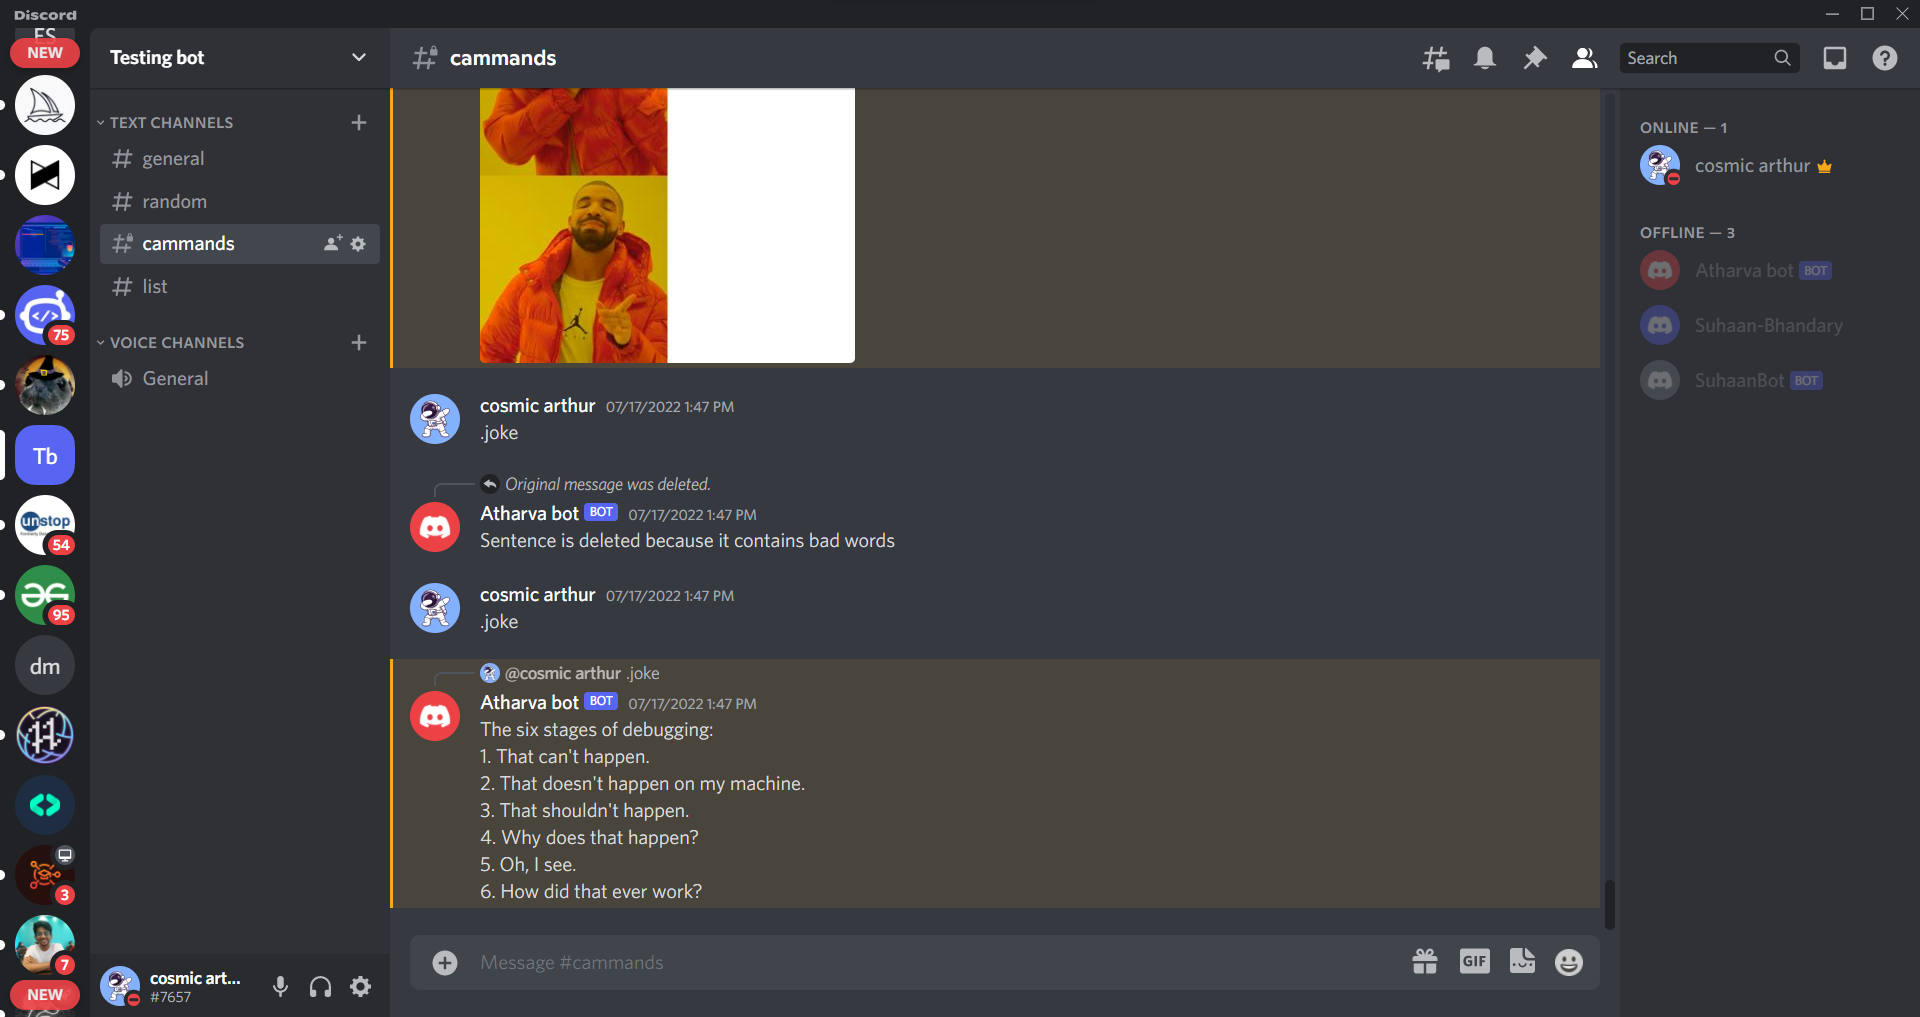 Discord
ES
NEW
75
Tb
unstop
54
95
dm
3
7
NEW
Testing bot
TEXT CHANNELS
general
random
cammands
list
VOICE CHANNELS
General
cosmic art...
#7657
cammands
Search
cosmic arthur 07/17/2022 1:47 PM
.joke
Original message was deleted.
Atharva bot BOT 07/17/2022 1:47 PM
Sentence is deleted because it contains bad words
cosmic arthur 07/17/2022 1:47 PM
.joke
@cosmic arthur .joke
Atharva bot BOT 07/17/2022 1:47 PM
The six stages of debugging:
1. That can't happen.
2. That doesn't happen on my machine.
3. That shouldn't happen.
4. Why does that happen?
5. Oh, I see.
6. How did that ever work?
Message #cammands
GIF
ONLINE — 1
cosmic arthur
OFFLINE — 3
Atharva bot BOT
Suhaan-Bhandary
SuhaanBot BOT